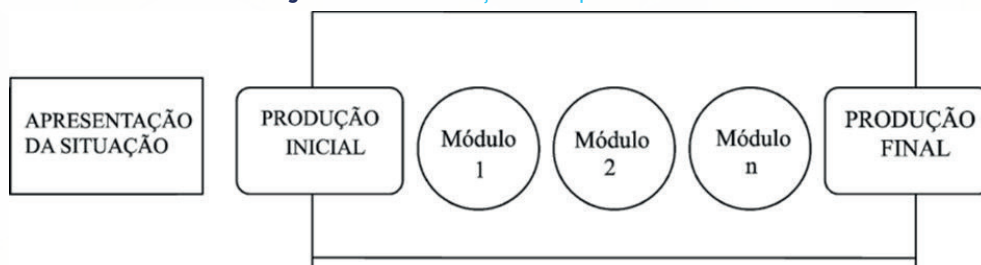 APRESENTAÇÃO
DA SITUAÇÃO
PRODUÇÃO
INICIAL
Módulo
1
Módulo
2
Módulo
n
PRODUÇÃO
FINAL